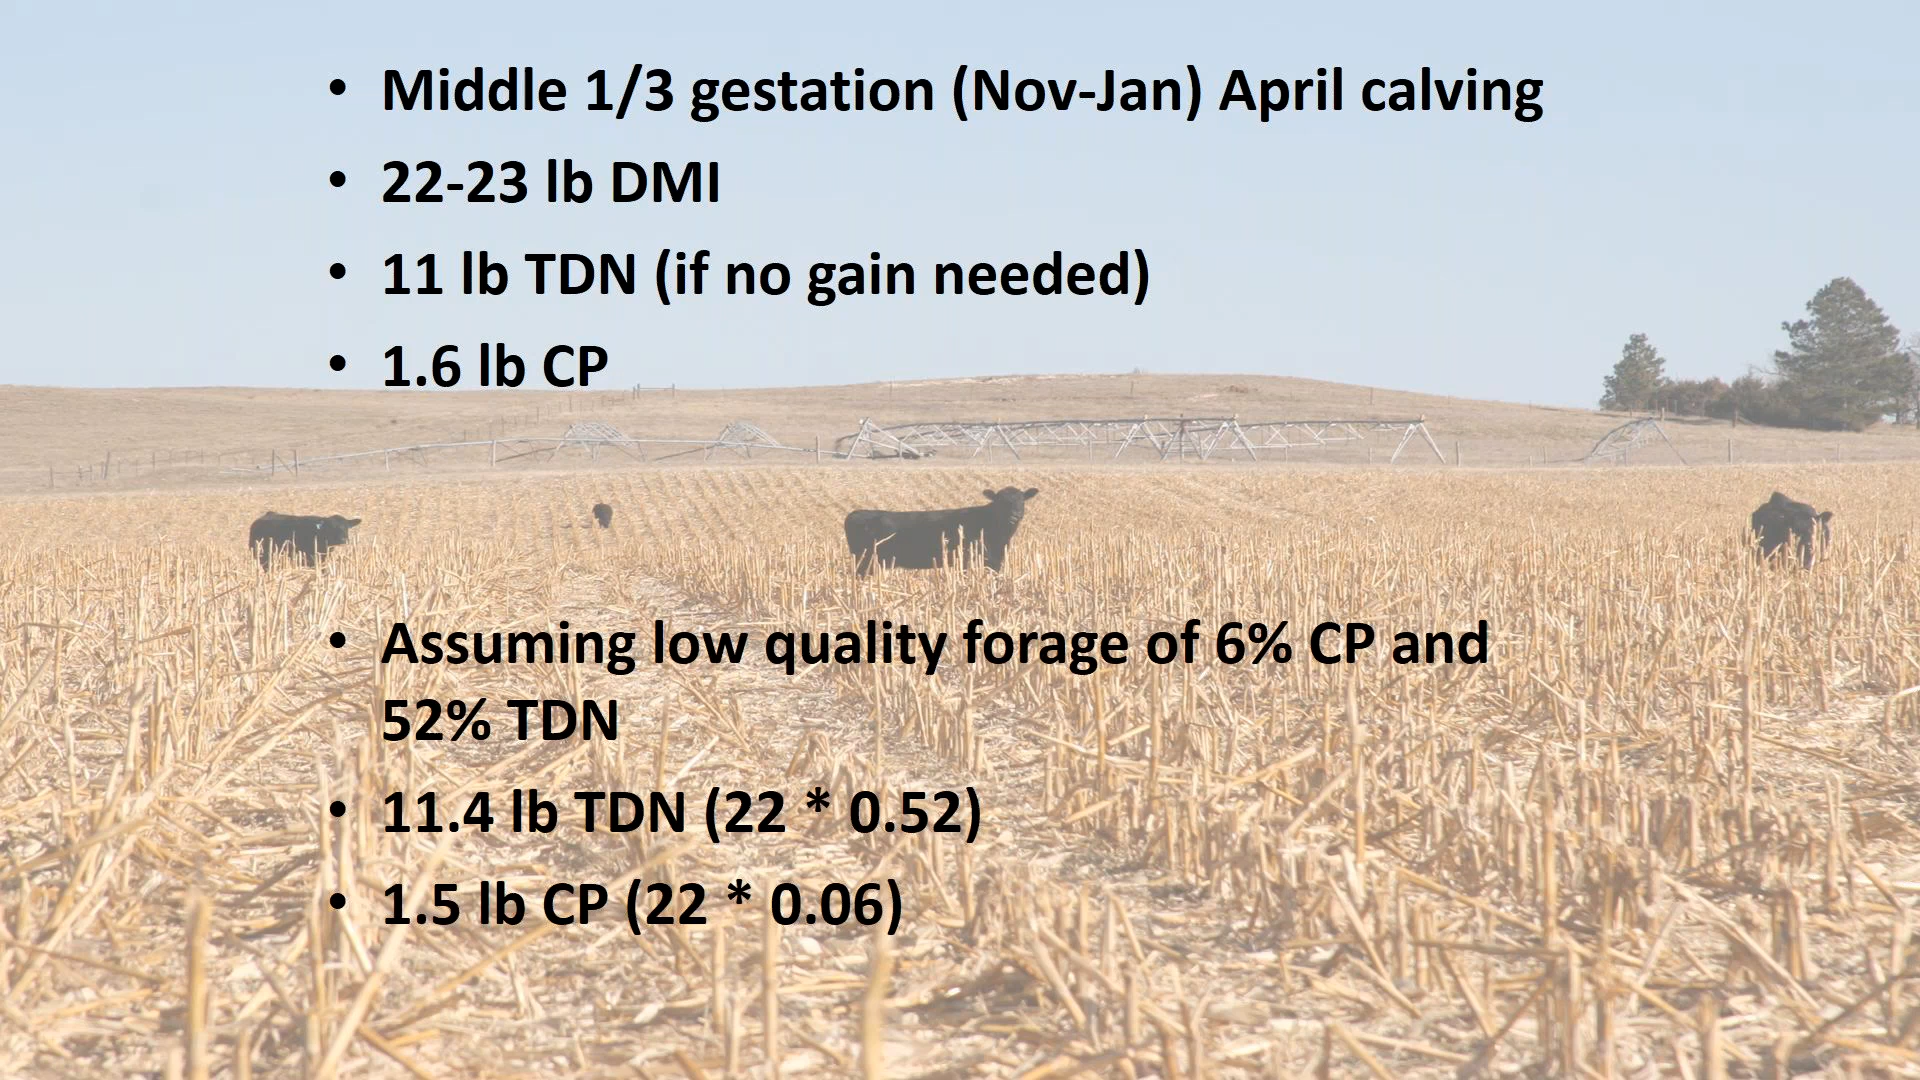 • Middle 1/3 gestation (Nov-Jan) April calving
• 22-23 lb DMI
• 11 lb TDN (if no gain needed)
• 1.6 lb CP
• Assuming low quality forage of 6% CP and
52% TDN
• 11.4 lb TDN (22 * 0.52)
• 1.5 lb CP (22 * 0.06)